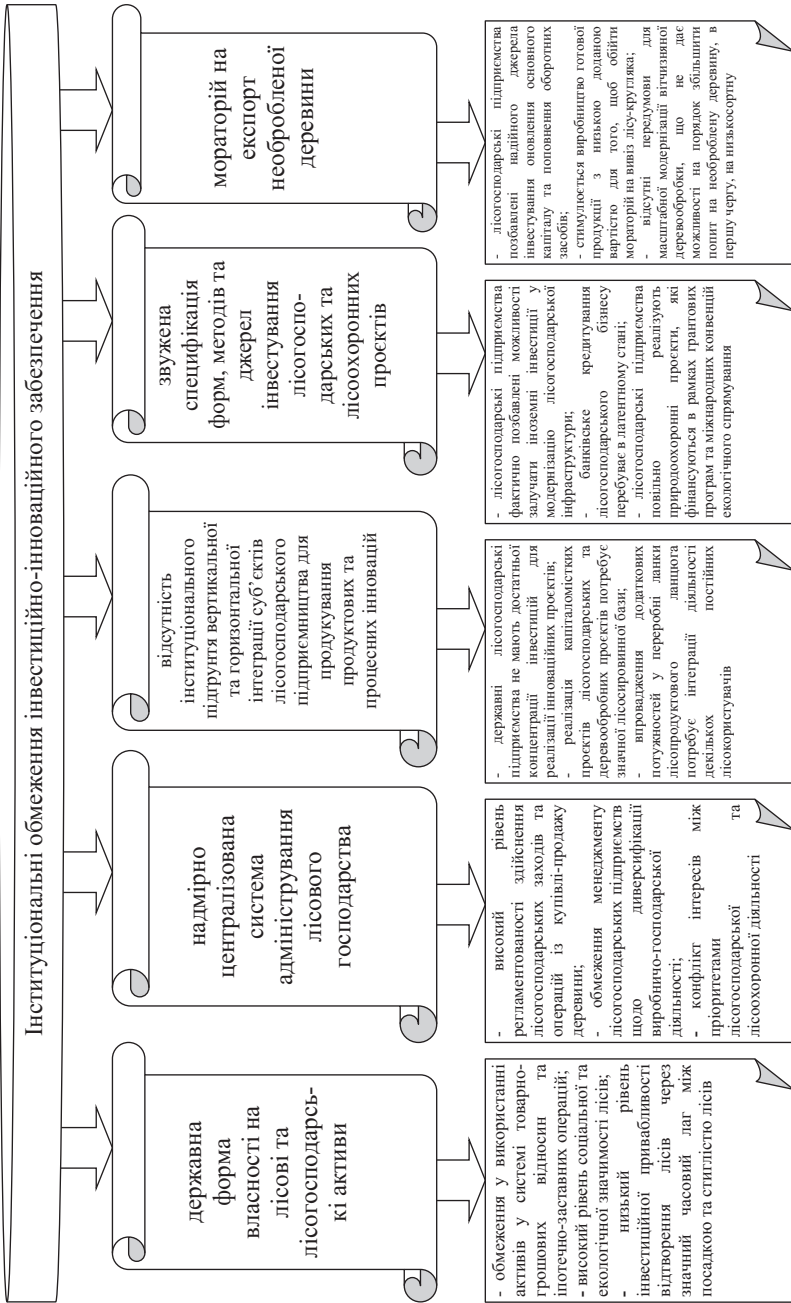 Інституціональні обмеження інвестиційно-інноваційного забезпечення
державна
форма
власності на
лісові та
лісогосподарсь-
кі активи
надмірно
централізована
система
адміністрування
лісового
господарства
відсутність
інституціонального
підгрунтя вертикальної
та горизонтальної
інтеграції суб’єктів
лісогосподарського
підприємництва для
продукування
продуктових та
процесних інновацій
звужена
специфікація
форм, методів та
джерел
інвестування
лісогоспо-
дарських та
лісоохоронних
проєктів
мораторій на
експорт
необробленої
деревини
- обмеження у використанні
активів у системі товарно-
грошових відносин та
іпотечно-заставних операцій;
- високий рівень соціальної та
екологічної значимості лісів;
- низький рівень
інвестиційної привабливості
відтворення лісів через
значний часовий лаг між
посадкою та стиглістю лісів
- високий рівень
регламентованості здійснення
лісогосподарських заходів та
операцій із купівлі-продажу
деревини;
- обмеження менеджменту
лісогосподарських підприємств
щодо диверсифікації
виробничо-господарської
діяльності;
- конфлікт інтересів між
пріоритетами
лісогосподарської та
лісоохоронної діяльності
- державні лісогосподарські
підприємства не мають достатньої
концентрації інвестицій для
реалізації інноваційних проєктів;
- реалізація капіталомістких
проєктів лісогосподарських та
деревообробних проєктів потребує
значної лісосировинної бази;
- впровадження додаткових
потужностей у переробні ланки
лісопродуктового ланцюга
потребує інтеграції діяльності
декількох постійних
лісокористувачів
- лісогосподарські підприємства
фактично позбавлені можливості
залучати іноземні інвестиції у
модернізацію лісогосподарської
інфраструктури;
- банківське кредитування
лісогосподарського бізнесу
перебуває в латентному стані;
- лісогосподарські підприємства
повільно реалізують
природоохоронні проєкти, які
фінансуються в рамках грантових
програм та міжнародних конвенцій
екологічного спрямування
- лісогосподарські підприємства
позбавлені надійного джерела
інвестування оновлення основного
капіталу та поповнення оборотних
засобів;
- стимулюється виробництво готової
продукції з низькою доданою
вартістю для того, щоб обійти
мораторій на вивіз лісу-кругляка;
- відсутні передумови для
масштабної модернізації вітчизняної
деревообробки, що не дає
можливості на порядок збільшити
попит на необроблену деревину, в
першу чергу, на низькосортну